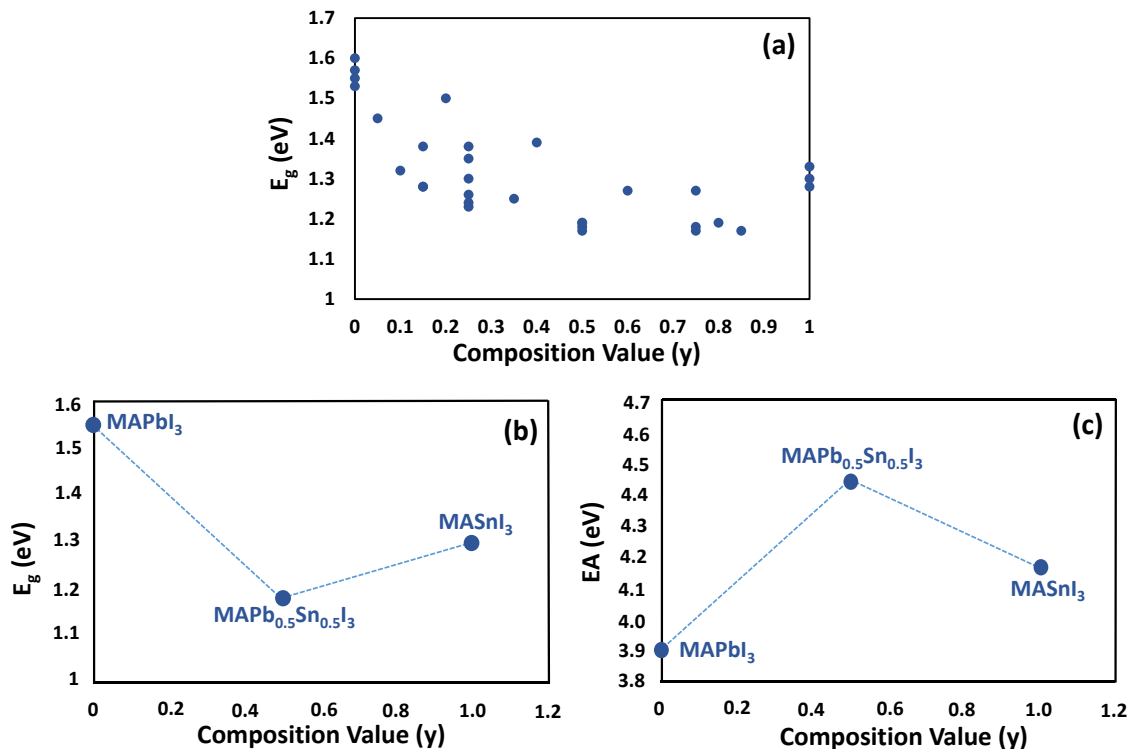 (a)
1.7
1.6
1.5
1.4
1.3
1.2
1.1
1
E_g (eV)
0 0.1 0.2 0.3 0.4 0.5 0.6 0.7 0.8 0.9 1
Composition Value (y)
(b)
1.6
1.5
1.4
1.3
1.2
1.1
1
E_g (eV)
MAPbI₃
MASnI₃
MAPb₀.₅Sn₀.₅I₃
0 0.2 0.4 0.6 0.8 1.0 1.2
Composition Value (y)
(c)
4.7
4.6
4.5
4.4
4.3
4.2
4.1
4.0
3.9
3.8
EA (eV)
MAPb₀.₅Sn₀.₅I₃
MASnI₃
MAPbI₃
0 0.2 0.4 0.6 0.8 1.0 1.2
Composition Value (y)